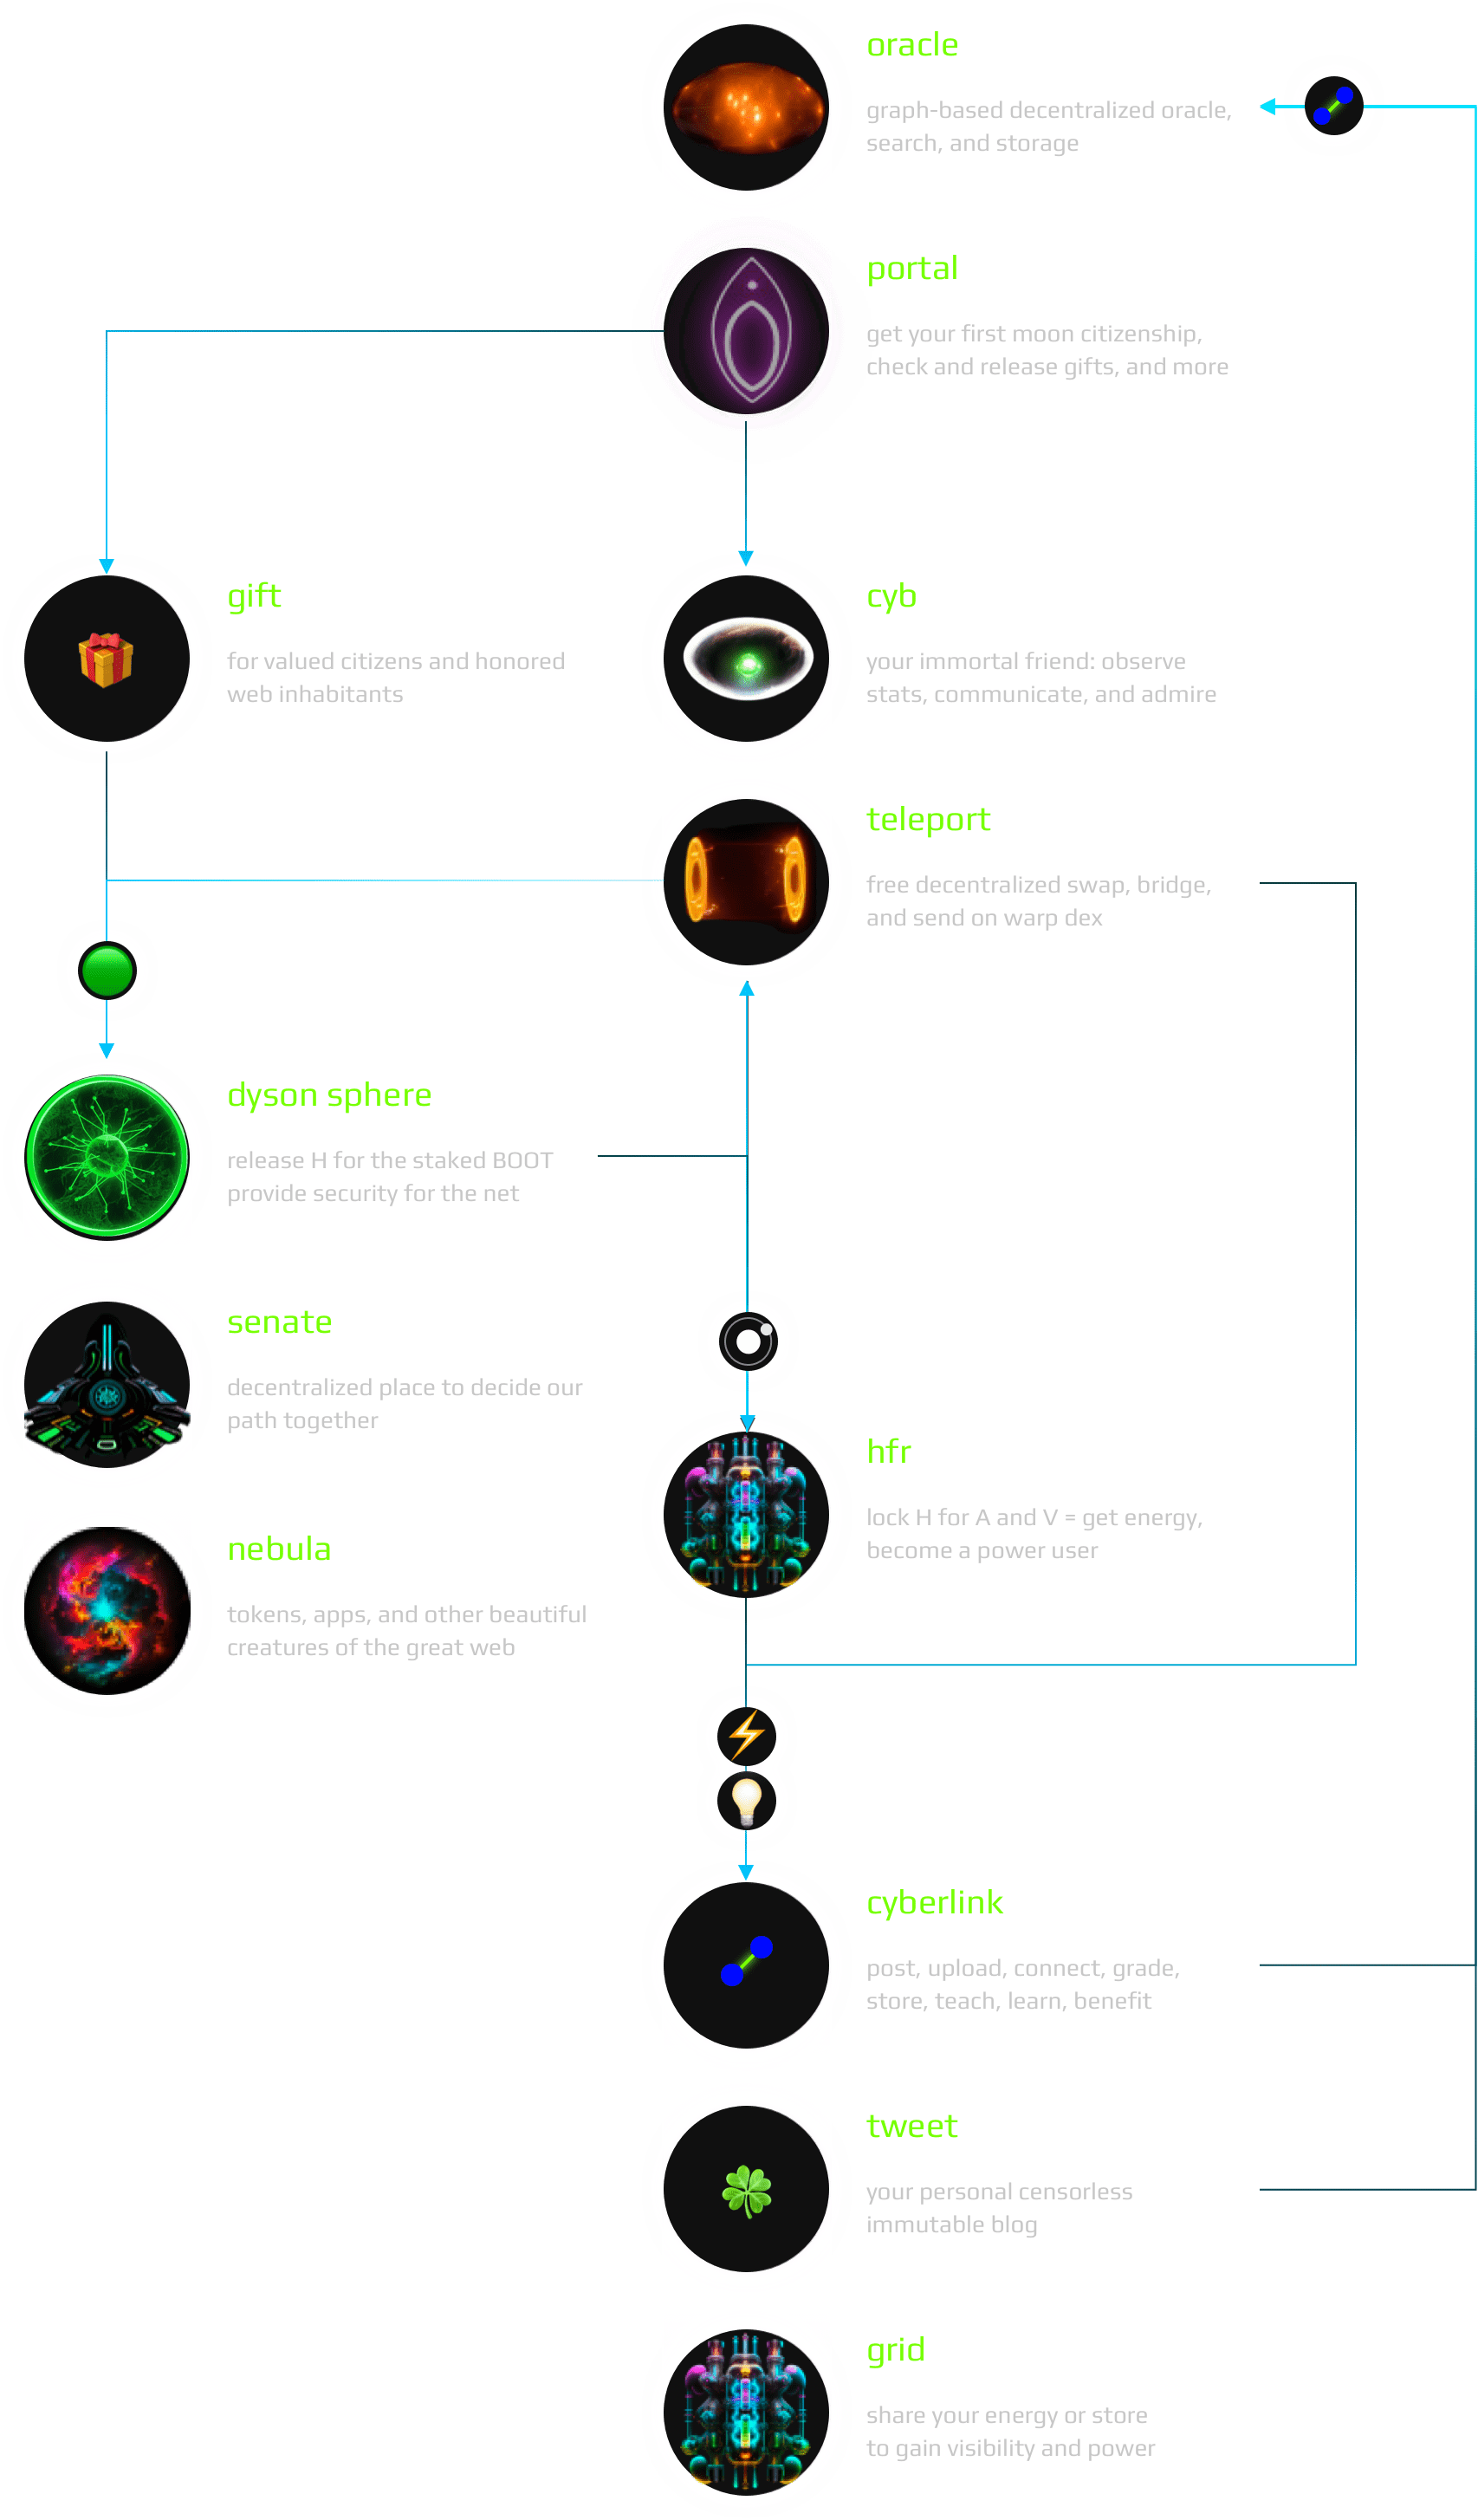 oracle
graph-based decentralized oracle,
search, and storage
portal
get your first moon citizenship,
check and release gifts, and more
gift
for valued citizens and honored
web inhabitants
cyb
your immortal friend: observe
stats, communicate, and admire
teleport
free decentralized swap, bridge,
and send on warp dex
dyson sphere
release H for the staked BOOT
provide security for the net
senate
decentralized place to decide our
path together
hfr
lock H for A and V = get energy,
become a power user
nebula
tokens, apps, and other beautiful
creatures of the great web
cyberlink
post, upload, connect, grade,
store, teach, learn, benefit
tweet
your personal censorless
immutable blog
grid
share your energy or store
to gain visibility and power